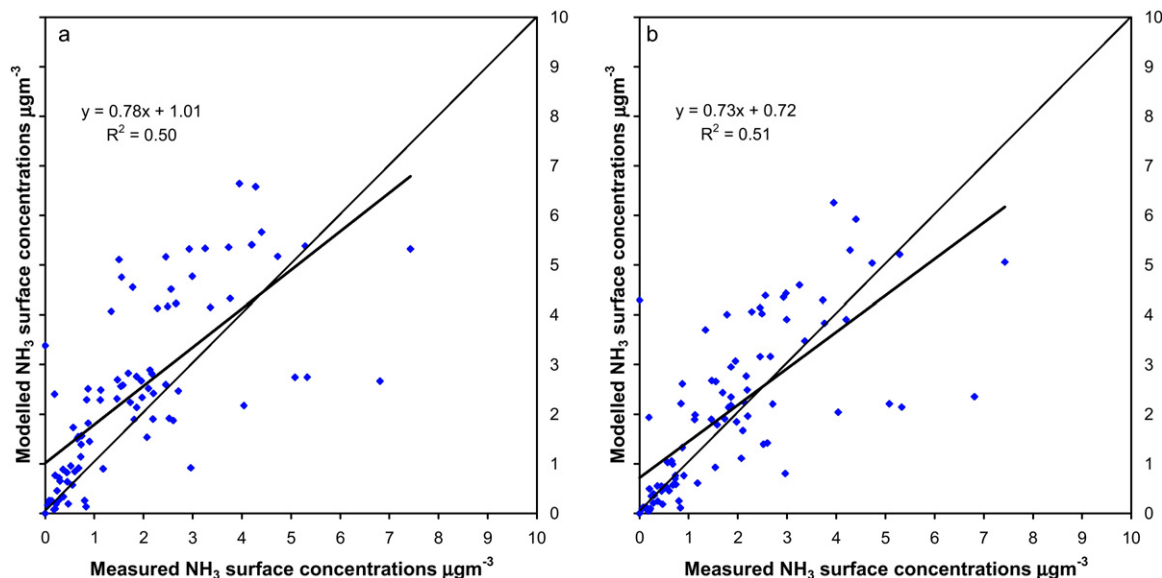 a
Modelled NH₃ surface concentrations µgm⁻³
y = 0.78x + 1.01
R² = 0.50
10
9
8
7
6
5
4
3
2
1
0
0 1 2 3 4 5 6 7 8 9 10
Measured NH₃ surface concentrations µgm⁻³
b
Modelled NH₃ surface concentrations µgm⁻³
y = 0.73x + 0.72
R² = 0.51
10
9
8
7
6
5
4
3
2
1
0
0 1 2 3 4 5 6 7 8 9 10
Measured NH₃ surface concentrations µgm⁻³